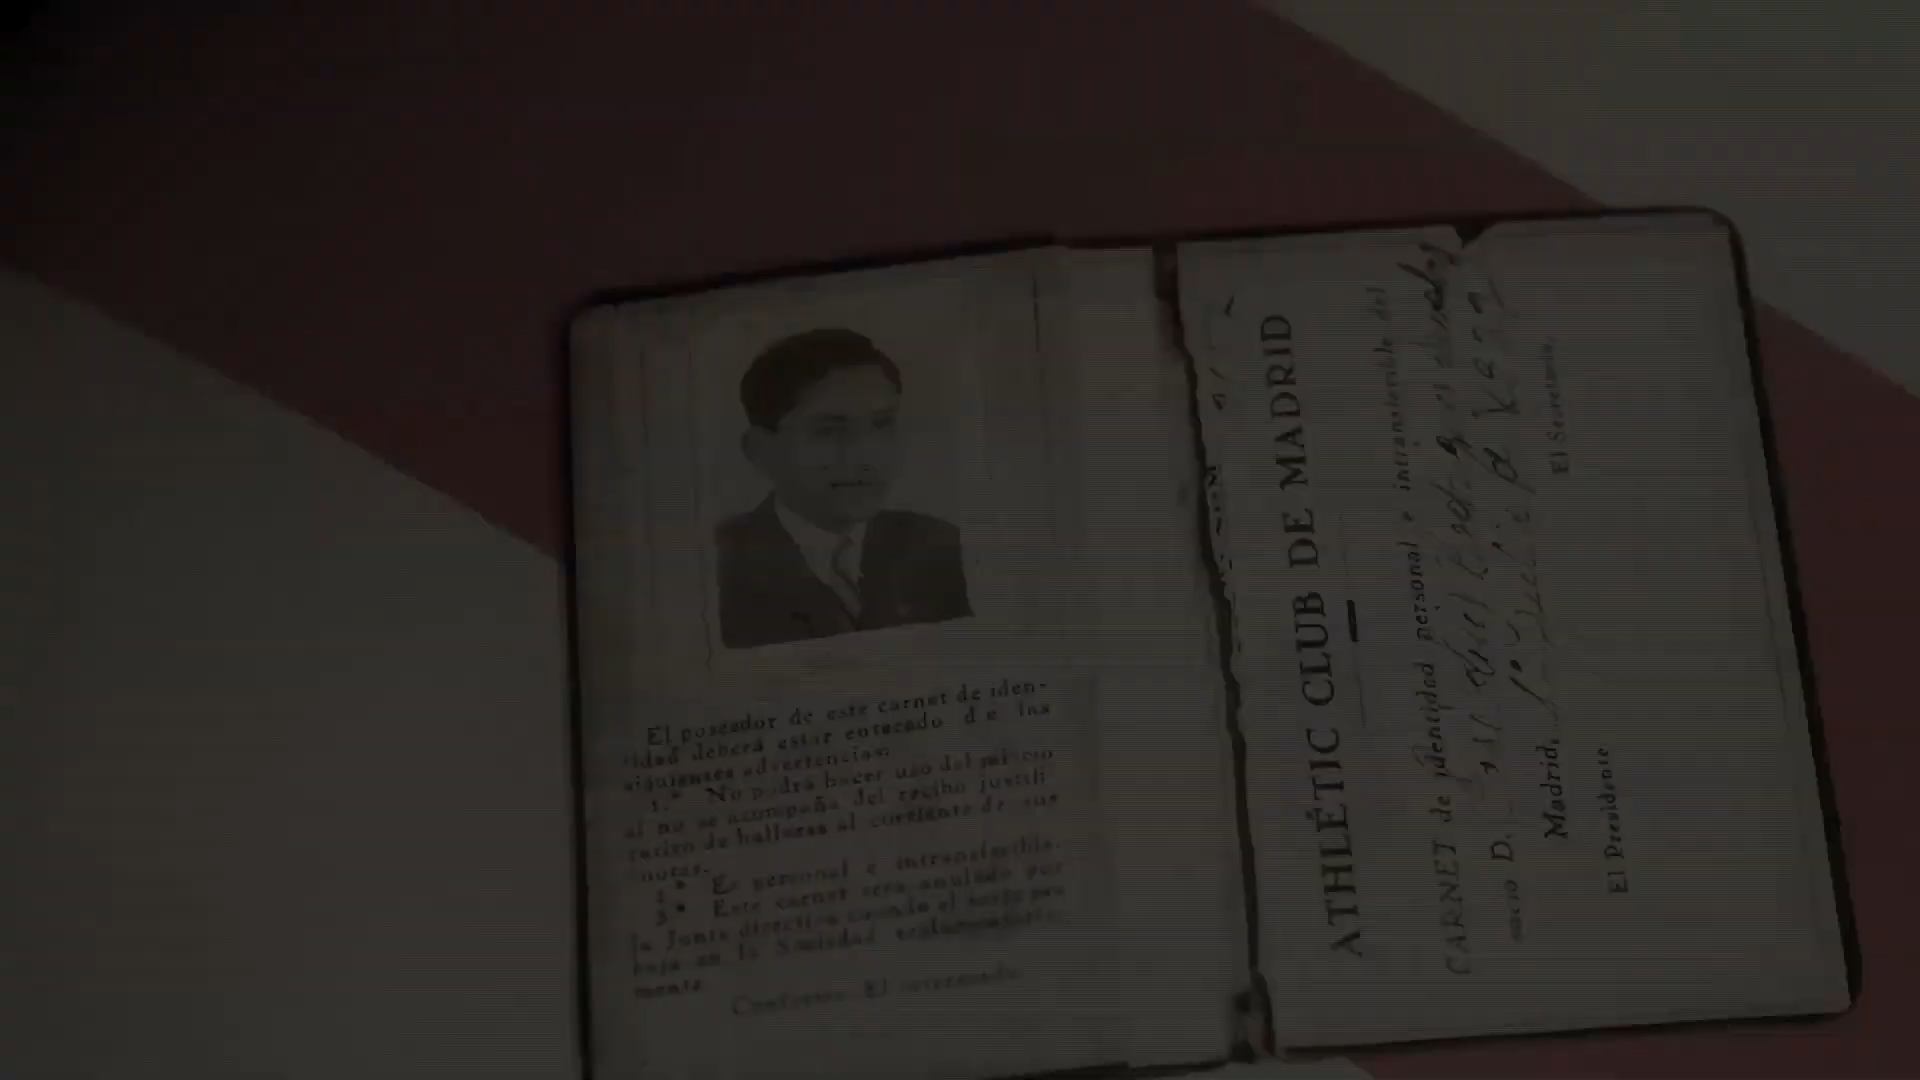 El poseedor de este carnet de iden-
tidad deberá estar enterado de las
siguientes advertencias:
1.ª No podrá hacer uso del mismo
si no se acompaña del recibo justifi-
cativo de hallarse al corriente de sus
cuotas.
2.ª Es personal e intransferible.
3.ª Este carnet será anulado por
la Junta directiva cuando el socio sea
baja en la Sociedad reglamentaria-
mente
Conforme: El interesado
ATHLÉTIC CLUB DE MADRID
CARNET de identidad personal e intransferible del
socio D.
Madrid,
El Presidente
El Secretario,